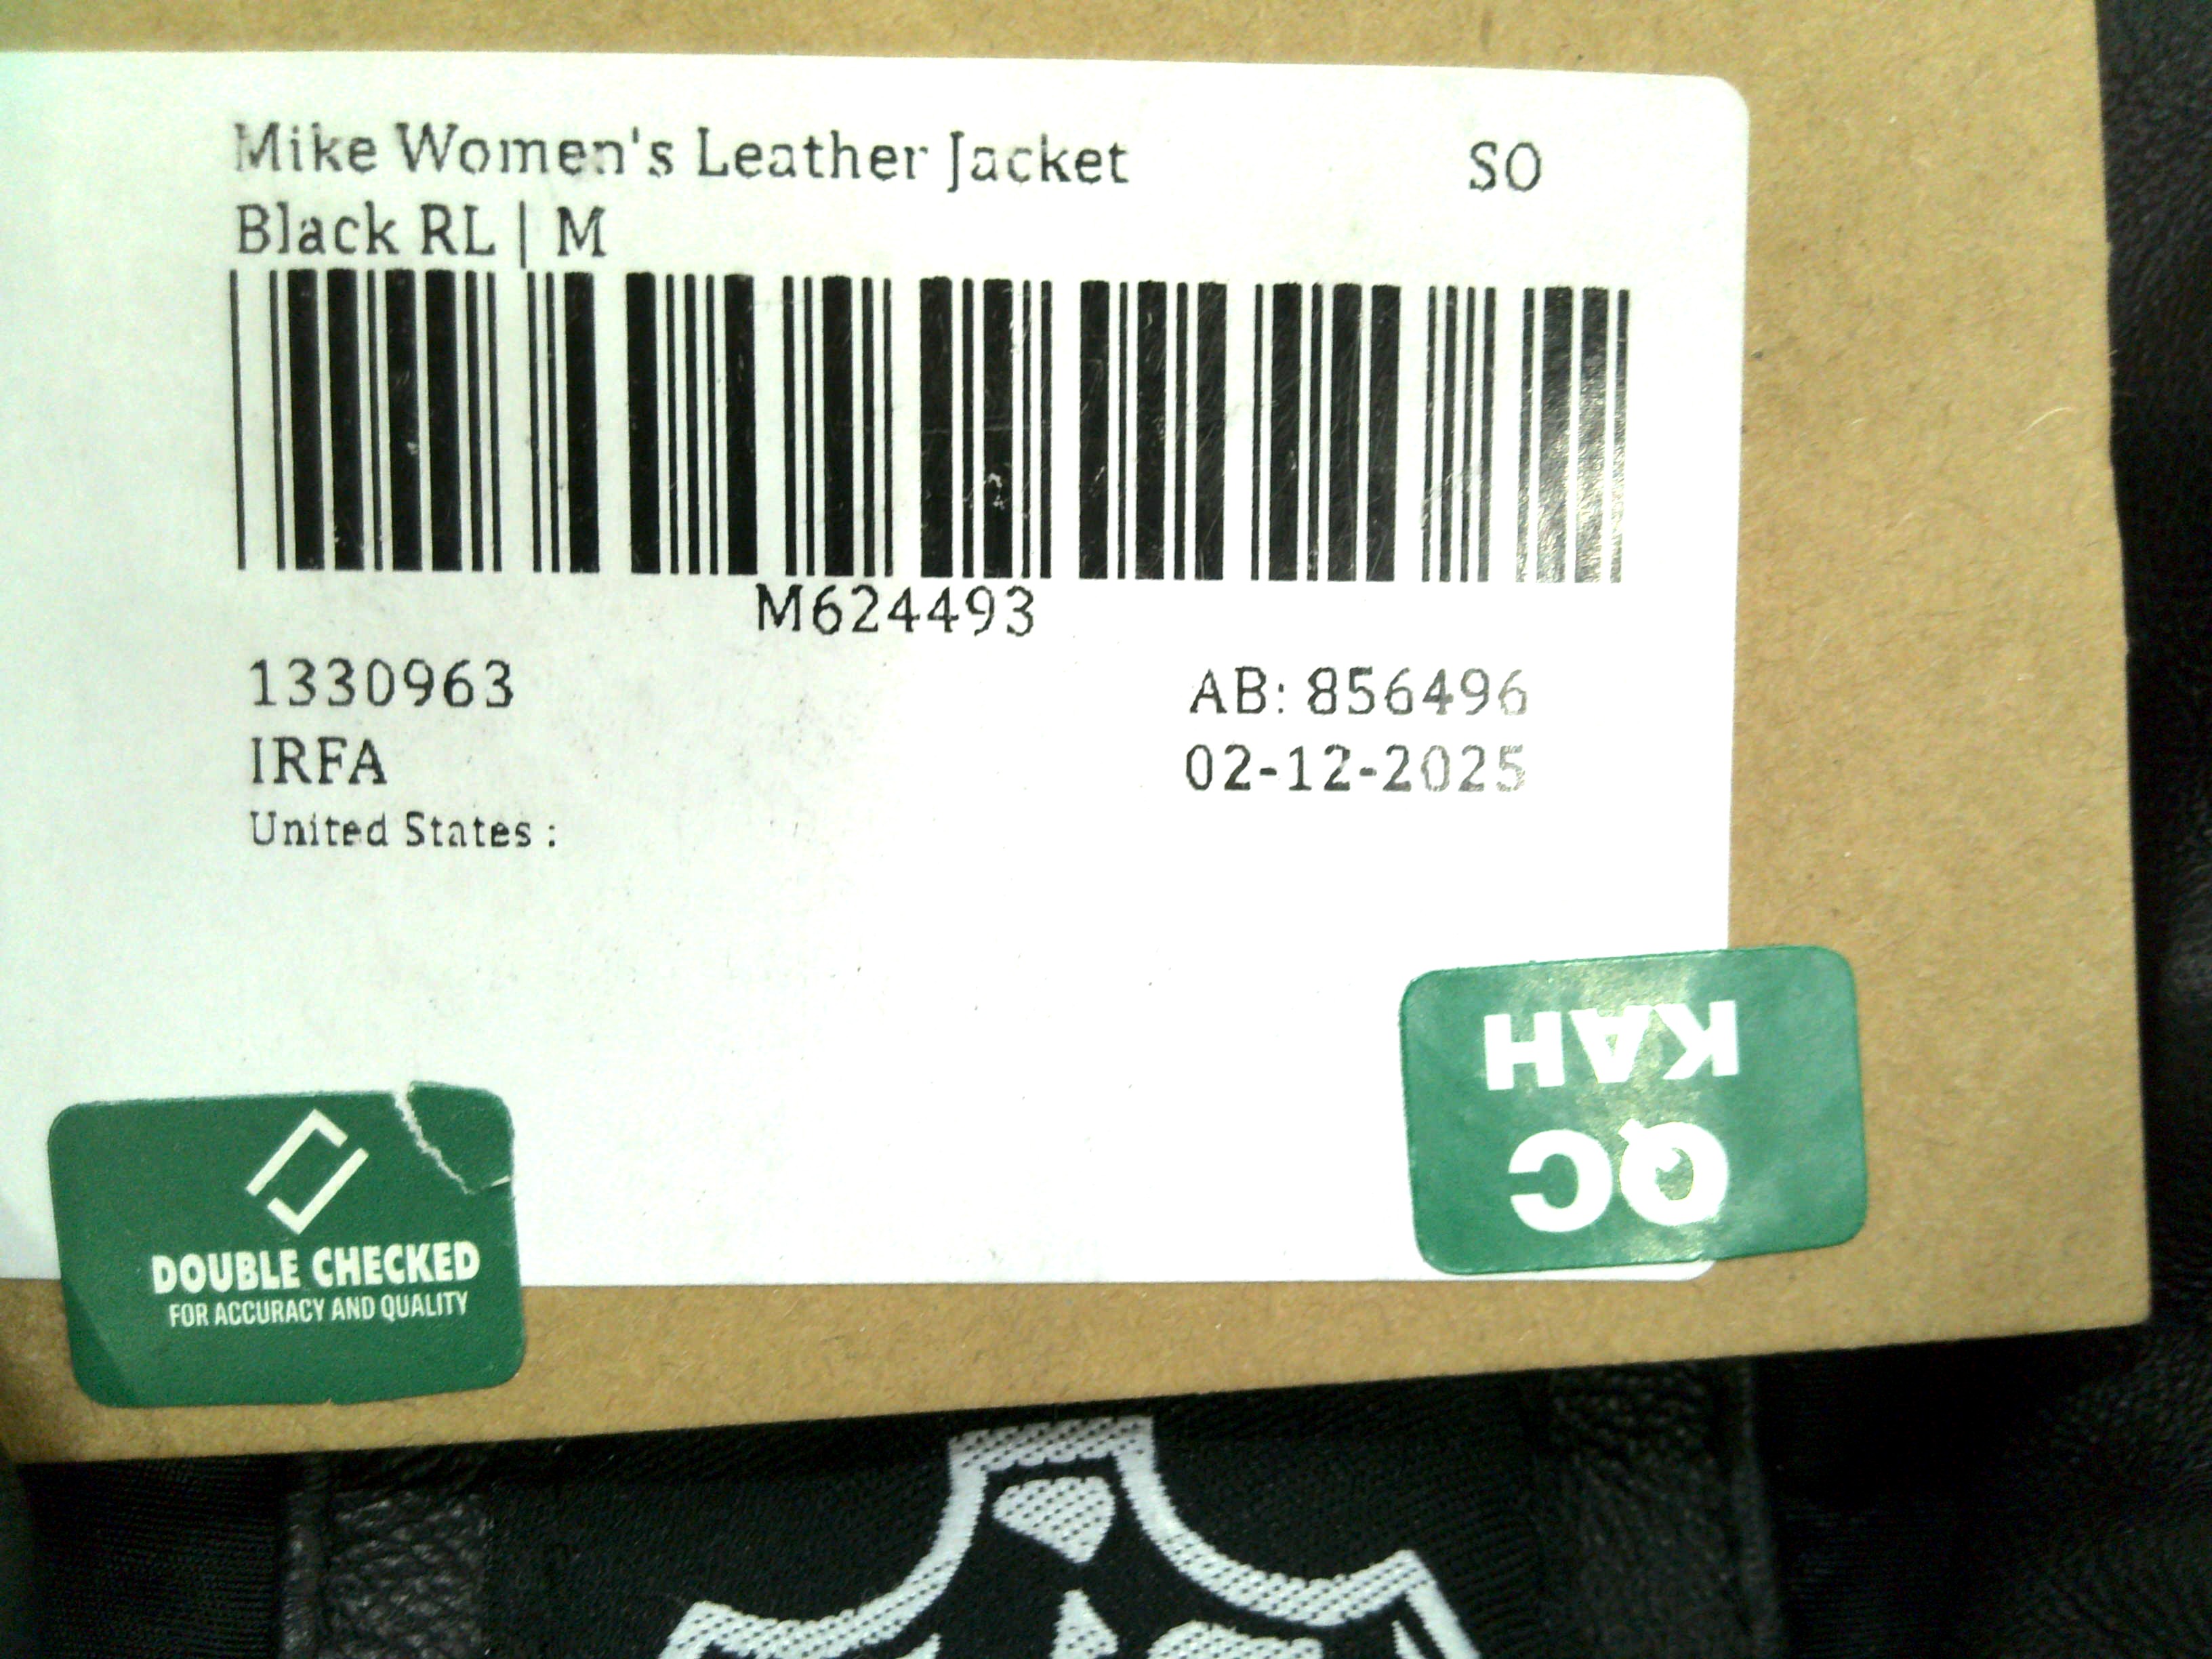 Mike Women's Leather Jacket SO
Black RL | M
M624493
1330963 AB: 856496
IRFA 02-12-2025
United States :
QC
KAH
DOUBLE CHECKED
FOR ACCURACY AND QUALITY